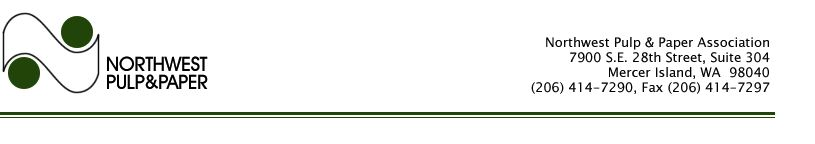 NORTHWEST
PULP&PAPER
Northwest Pulp & Paper Association
7900 S.E. 28th Street, Suite 304
Mercer Island, WA  98040
(206) 414-7290, Fax (206) 414-7297